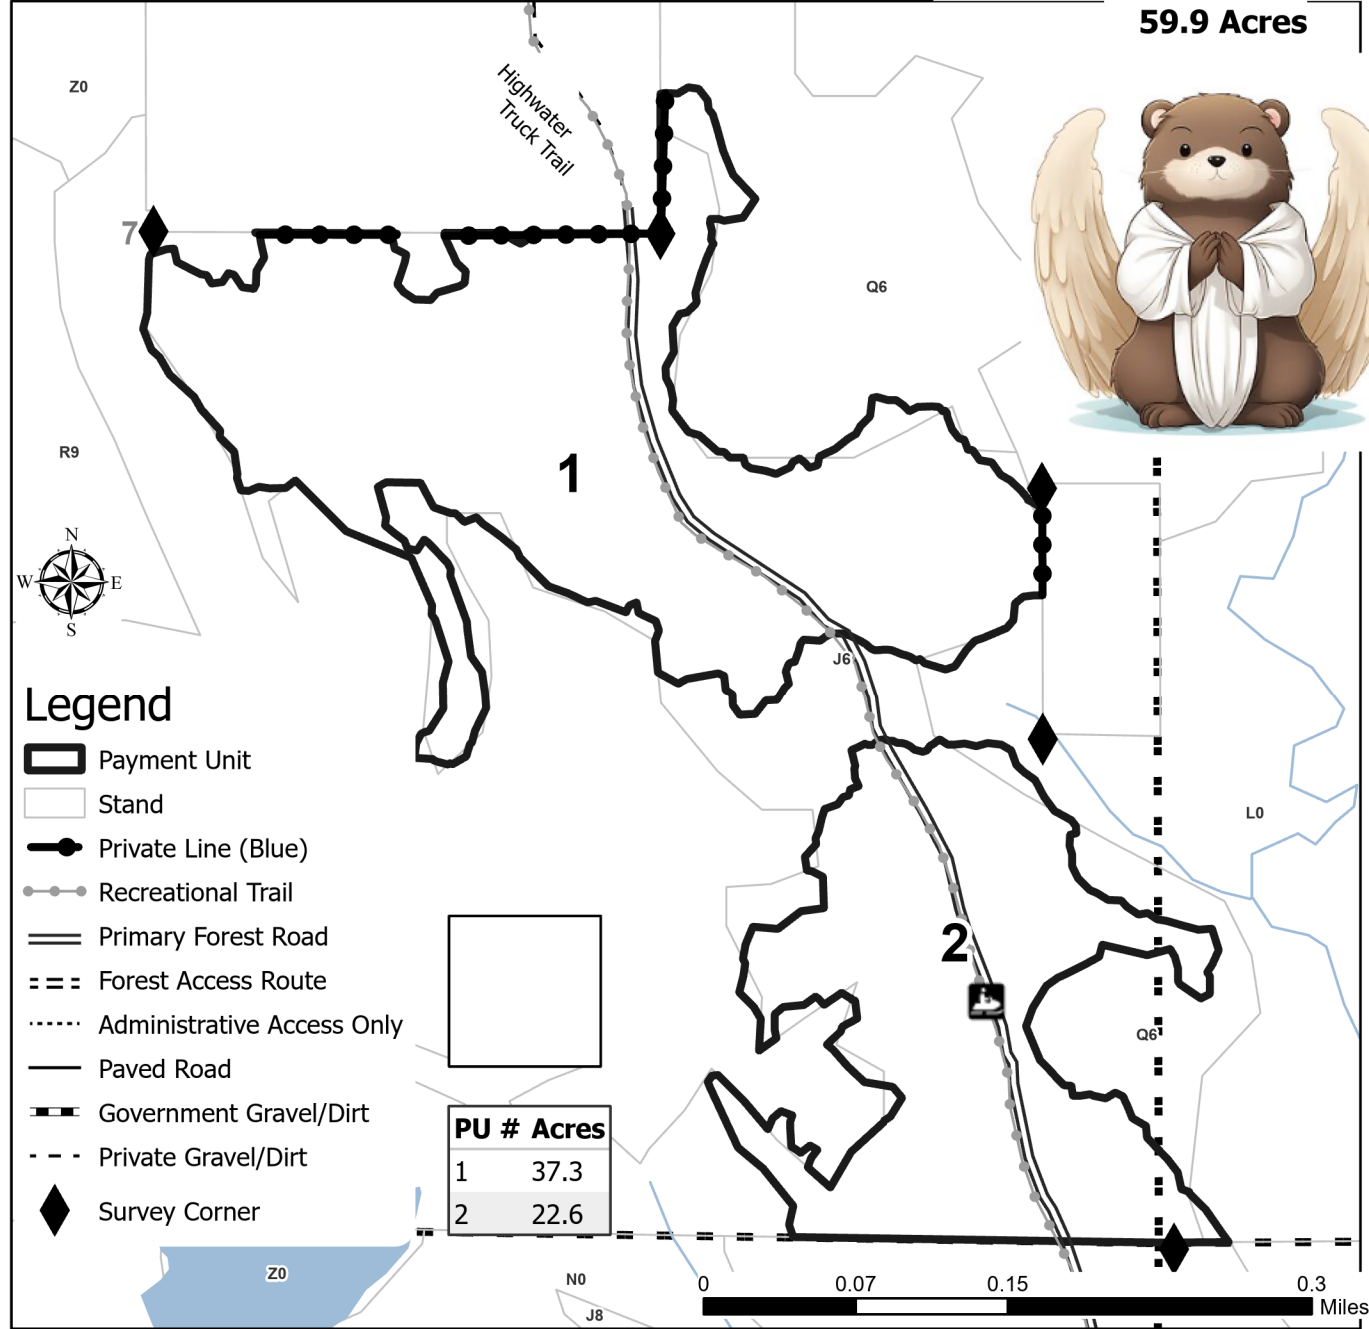 59.9 Acres
Z0
Highwater
Truck Trail
7
Q6
R9
1
N
W E
S
J6
Legend
Payment Unit
Stand
Private Line (Blue)
Recreational Trail
Primary Forest Road
Forest Access Route
Administrative Access Only
Paved Road
Government Gravel/Dirt
Private Gravel/Dirt
Survey Corner
L0
2
Q6
PU # Acres
1 37.3
2 22.6
Z0
N0
J8
0 0.07 0.15 0.3
Miles